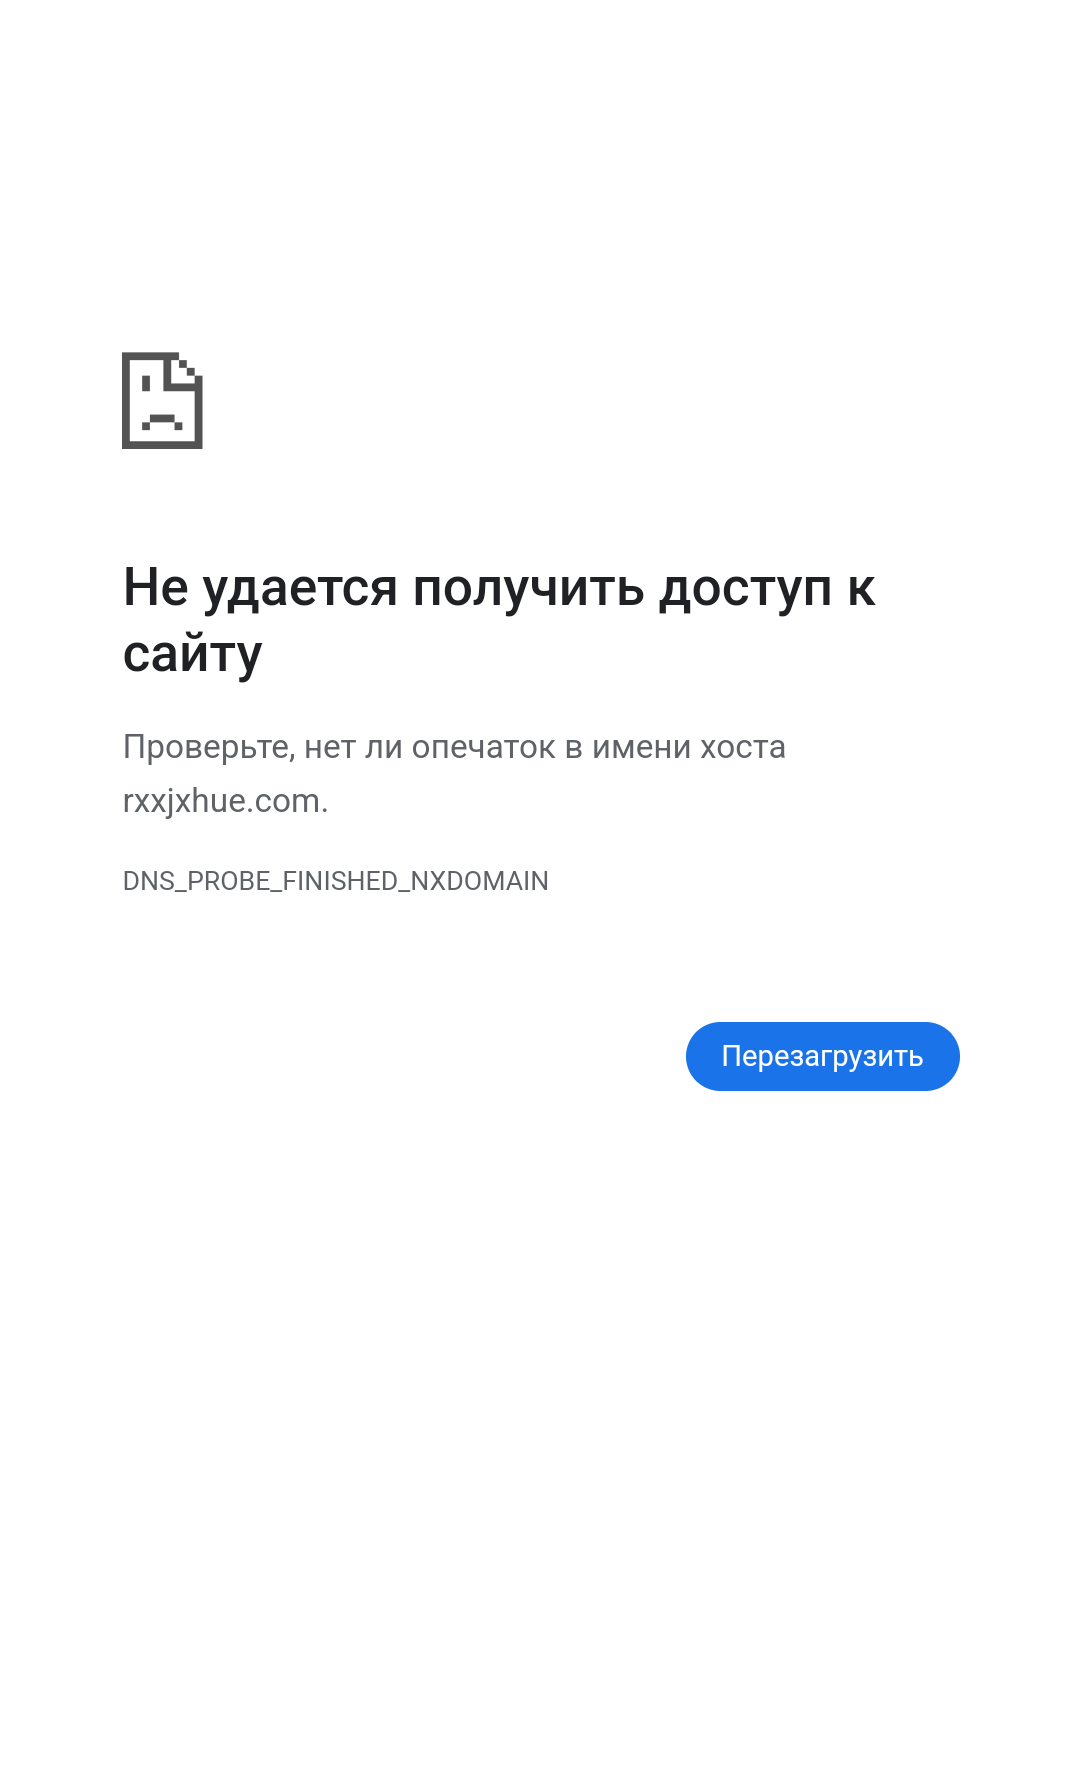 Не удается получить доступ к
сайту
Проверьте, нет ли опечаток в имени хоста
rxxjxhue.com.
DNS_PROBE_FINISHED_NXDOMAIN
Перезагрузить